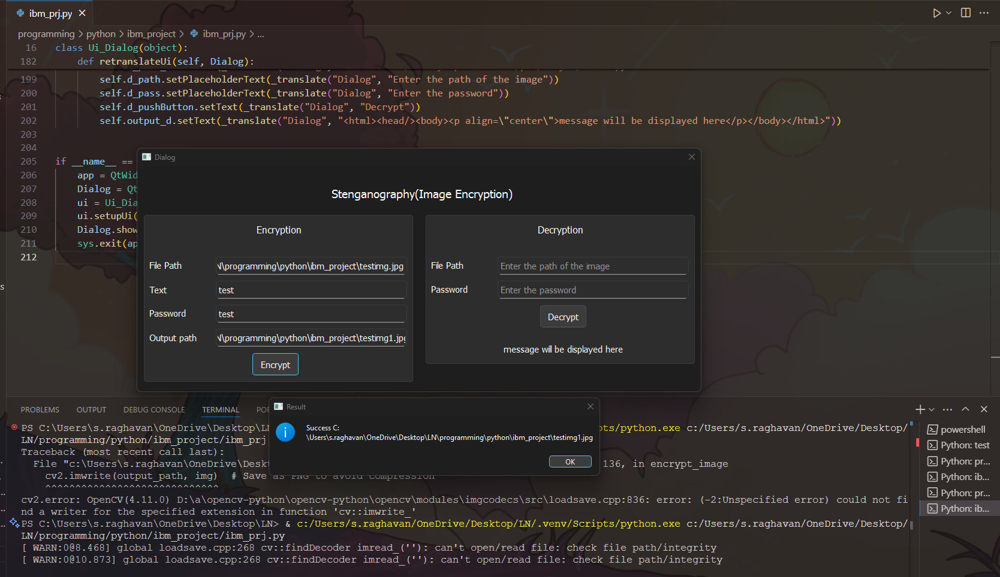 ibm_prj.py
programming > python > ibm_project > ibm_prj.py > ...
16 class Ui_Dialog(object):
182 def retranslateUi(self, Dialog):
199 self.d_path.setPlaceholderText(_translate("Dialog", "Enter the path of the image"))
200 self.d_pass.setPlaceholderText(_translate("Dialog", "Enter the password"))
201 self.d_pushButton.setText(_translate("Dialog", "Decrypt"))
202 self.output_d.setText(_translate("Dialog", "<html><head/><body><p align=\"center\">message will be displayed here</p></body></html>"))
203
204
205 if __name__ ==
206 app = QtWid
207 Dialog = Qt
208 ui = Ui_Dia
209 ui.setupUi(
210 Dialog.show
211 sys.exit(ap
212
Dialog
Stenganography(Image Encryption)
Encryption
File Path
\programming\python\ibm_project\testimg.jpg
Text
test
Password
test
Output path
\programming\python\ibm_project\testimg1.jpg
Encrypt
Decryption
File Path
Enter the path of the image
Password
Enter the password
Decrypt
message will be displayed here
PROBLEMS OUTPUT DEBUG CONSOLE TERMINAL PO
Result
Success C:
\Users\s.raghavan\OneDrive\Desktop\LN\programming\python\ibm_project\testimg1.jpg
OK
PS C:\Users\s.raghavan\OneDrive\Desktop\LN ts/python.exe c:/Users/s.raghavan/OneDrive/Desktop/
LN/programming/python/ibm_project/ibm_prj
Traceback (most recent call last):
File "c:\Users\s.raghavan\OneDrive\Deskt 136, in encrypt_image
cv2.imwrite(output_path, img) # Save as PNG to avoid compression
^^^^^^^^^^^^^^^^^^^^^^^^^^^^^
cv2.error: OpenCV(4.11.0) D:\a\opencv-python\opencv-python\opencv\modules\imgcodecs\src\loadsave.cpp:836: error: (-2:Unspecified error) could not fi
nd a writer for the specified extension in function 'cv::imwrite_'
PS C:\Users\s.raghavan\OneDrive\Desktop\LN> & c:/Users/s.raghavan/OneDrive/Desktop/LN/.venv/Scripts/python.exe c:/Users/s.raghavan/OneDrive/Desktop/
LN/programming/python/ibm_project/ibm_prj.py
[ WARN:0@8.468] global loadsave.cpp:268 cv::findDecoder imread_(''): can't open/read file: check file path/integrity
[ WARN:0@10.873] global loadsave.cpp:268 cv::findDecoder imread_(''): can't open/read file: check file path/integrity
powershell
Python: test
Python: pr...
Python: ib...
Python: pr...
Python: ib...